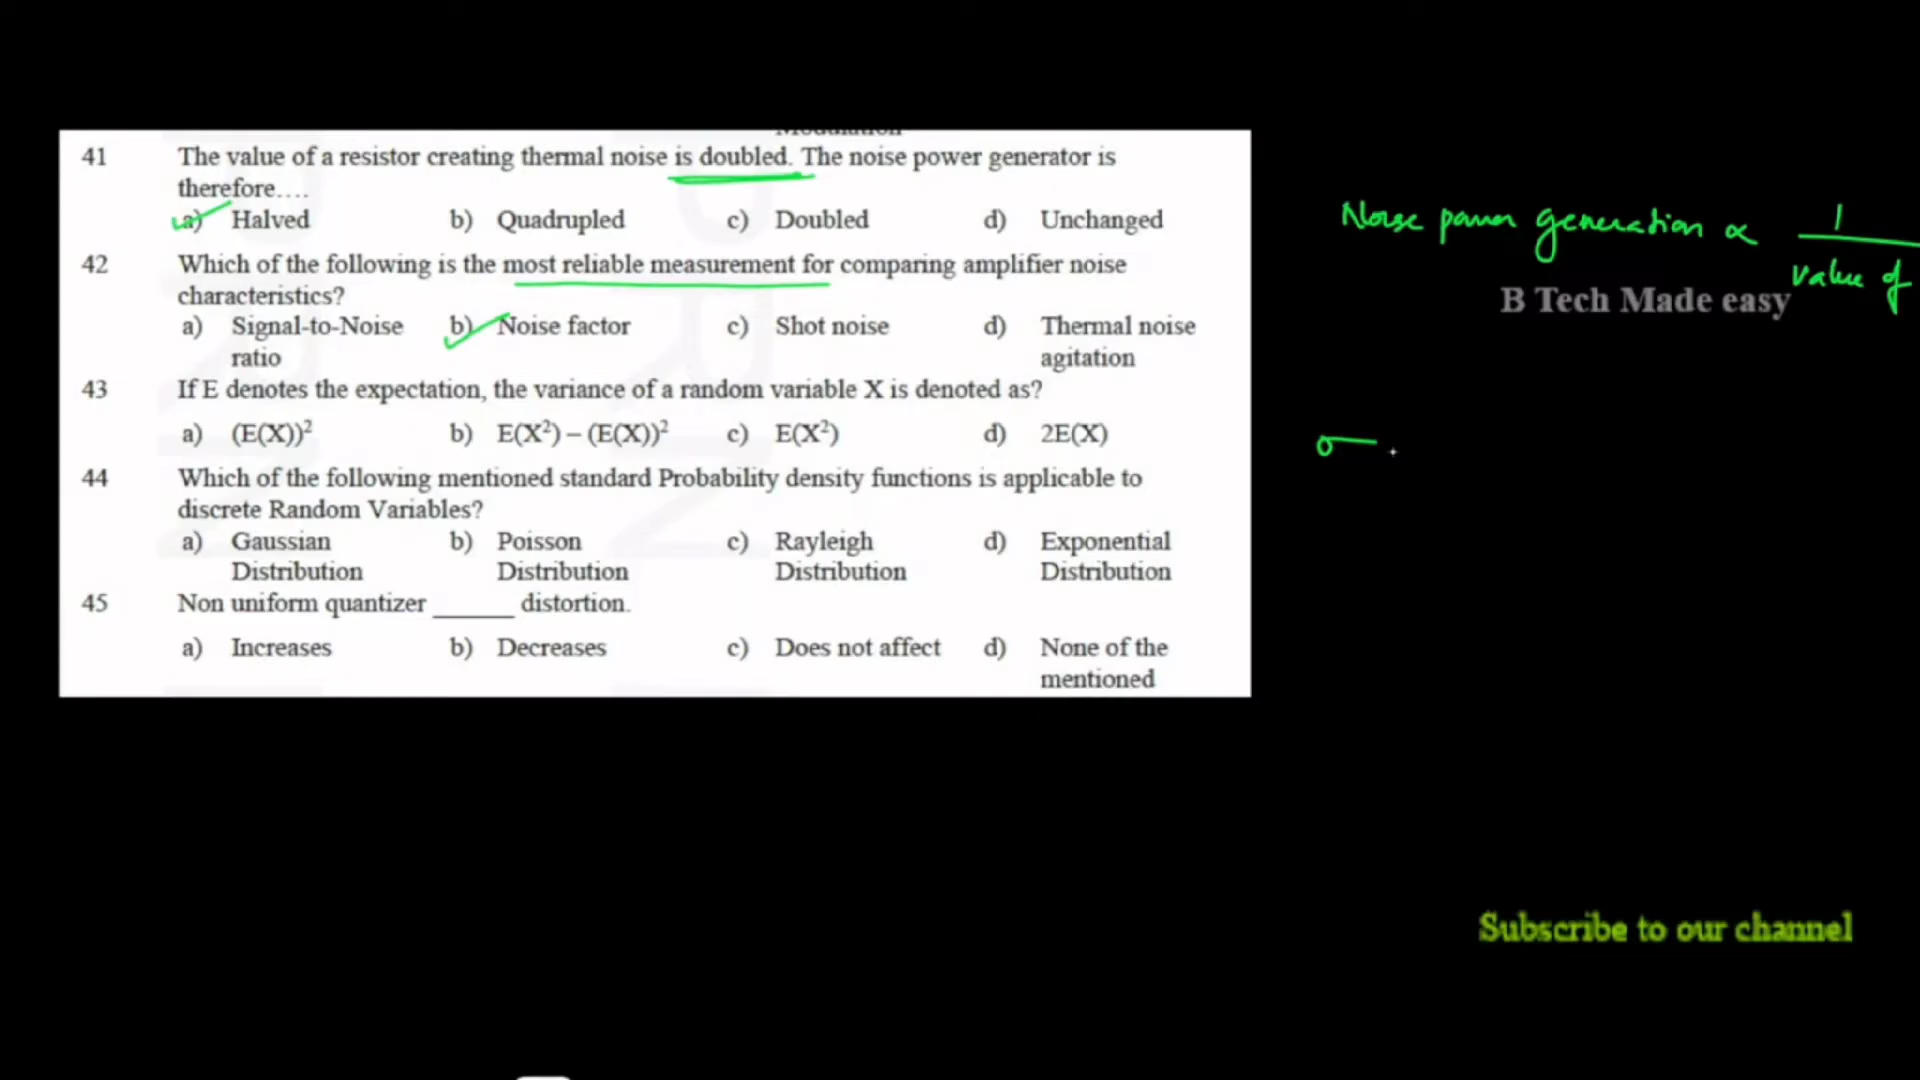 Modulation
41 The value of a resistor creating thermal noise is doubled. The noise power generator is
therefore....
a) Halved b) Quadrupled c) Doubled d) Unchanged
42 Which of the following is the most reliable measurement for comparing amplifier noise
characteristics?
a) Signal-to-Noise b) Noise factor c) Shot noise d) Thermal noise
ratio agitation
43 If E denotes the expectation, the variance of a random variable X is denoted as?
a) (E(X))² b) E(X²) – (E(X))² c) E(X²) d) 2E(X)
44 Which of the following mentioned standard Probability density functions is applicable to
discrete Random Variables?
a) Gaussian b) Poisson c) Rayleigh d) Exponential
Distribution Distribution Distribution Distribution
45 Non uniform quantizer ______ distortion.
a) Increases b) Decreases c) Does not affect d) None of the
mentioned
Noise power generation ∝ 1
value of
B Tech Made easy
σ
Subscribe to our channel